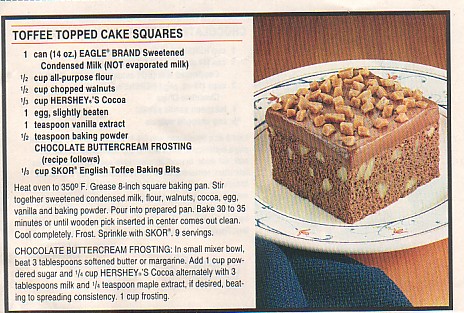 TOFFEE TOPPED CAKE SQUARES
1 can (14 oz.) EAGLE® BRAND Sweetened
Condensed Milk (NOT evaporated milk)
1/2 cup all-purpose flour
1/2 cup chopped walnuts
1/3 cup HERSHEY'S Cocoa
1 egg, slightly beaten
1 teaspoon vanilla extract
1/2 teaspoon baking powder
CHOCOLATE BUTTERCREAM FROSTING
(recipe follows)
1/3 cup SKOR® English Toffee Baking Bits
Heat oven to 350º F. Grease 8-inch square baking pan. Stir
together sweetened condensed milk, flour, walnuts, cocoa, egg,
vanilla and baking powder. Pour into prepared pan. Bake 30 to 35
minutes or until wooden pick inserted in center comes out clean.
Cool completely. Frost. Sprinkle with SKOR®. 9 servings.
CHOCOLATE BUTTERCREAM FROSTING: In small mixer bowl,
beat 3 tablespoons softened butter or margarine. Add 1 cup pow-
dered sugar and 1/4 cup HERSHEY'S Cocoa alternately with 3
tablespoons milk and 1/4 teaspoon maple extract, if desired, beat-
ing to spreading consistency. 1 cup frosting.